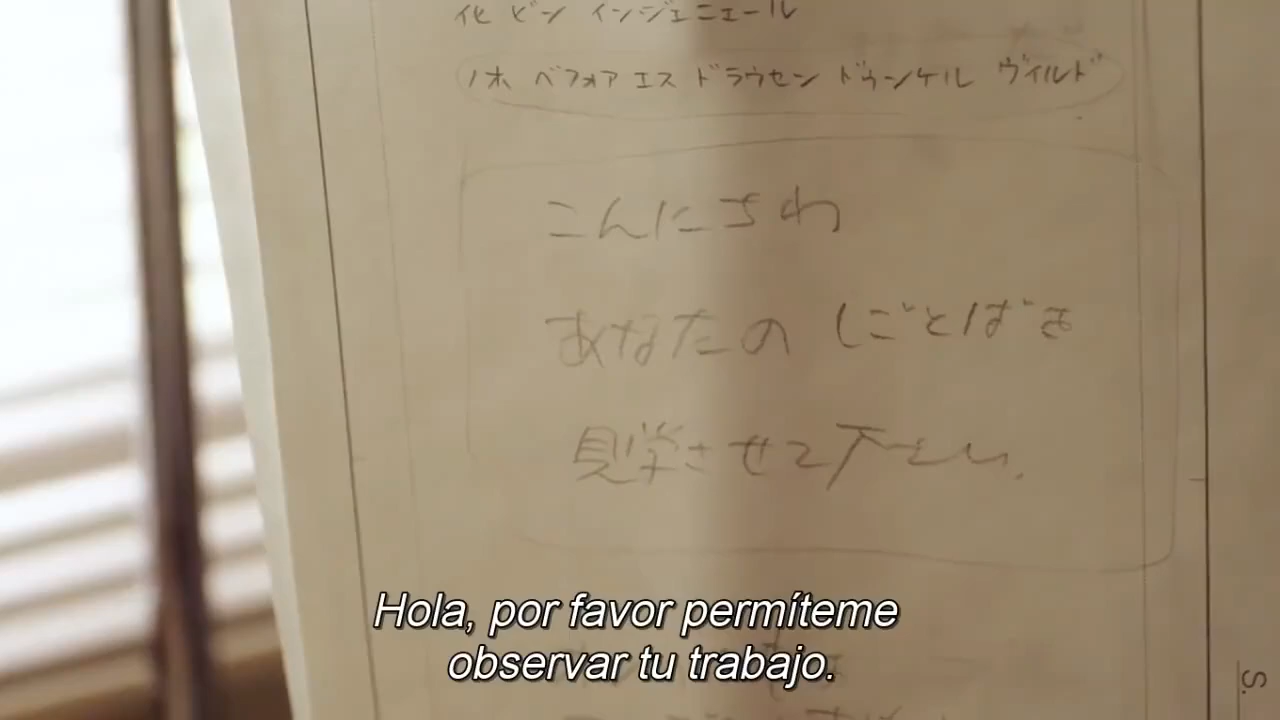 イヒ ビン インジェニェール
ノホ ベフォア エス ドラウセン ドゥンケル ヴィルド
こんにちわ
あなたの しごとばを
見学させて下さい.
Hola, por favor permíteme
observar tu trabajo.
S.